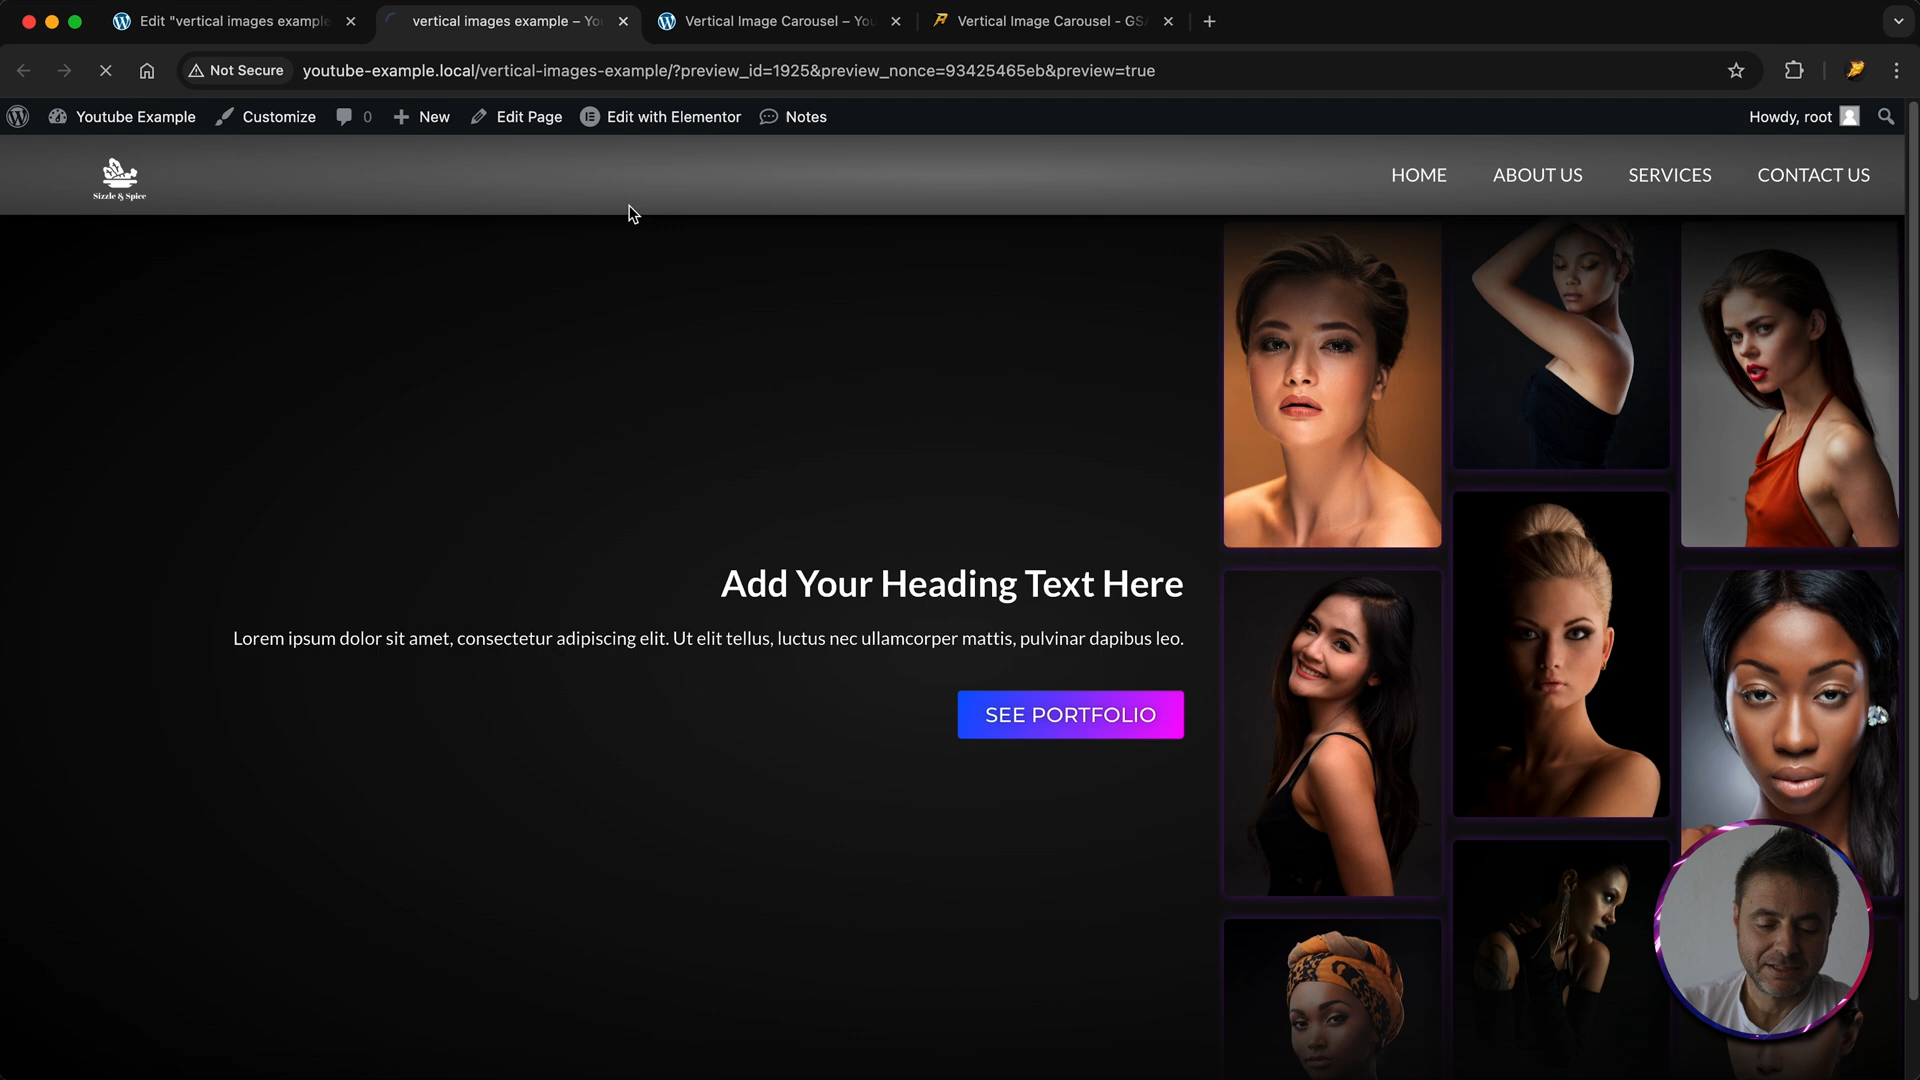 Edit "vertical images example
vertical images example – Yo
Vertical Image Carousel – You
Vertical Image Carousel - GSA
Not Secure
youtube-example.local/vertical-images-example/?preview_id=1925&preview_nonce=93425465eb&preview=true
Youtube Example
Customize
0
New
Edit Page
Edit with Elementor
Notes
Howdy, root
Sizzle & Spice
HOME
ABOUT US
SERVICES
CONTACT US
Add Your Heading Text Here
Lorem ipsum dolor sit amet, consectetur adipiscing elit. Ut elit tellus, luctus nec ullamcorper mattis, pulvinar dapibus leo.
SEE PORTFOLIO